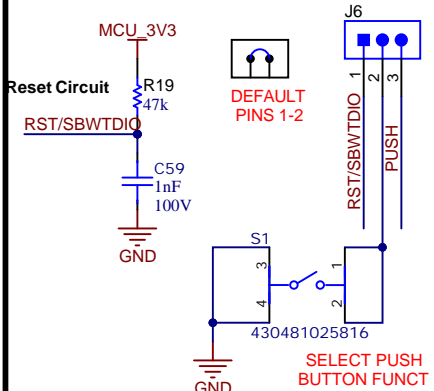 MCU_3V3
J6
Reset Circuit
R19
47k
DEFAULT
PINS 1-2
1
2
3
RST/SBWTDIO
RST/SBWTDIO
PUSH
C59
1nF
100V
GND
S1
3
4
1
2
430481025816
GND
SELECT PUSH
BUTTON FUNCT